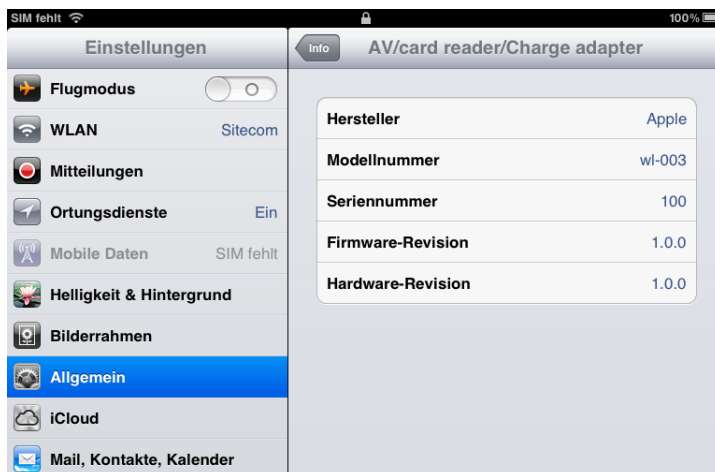 SIM fehlt 100%
Einstellungen
Flugmodus
WLAN Sitecom
Mitteilungen
Ortungsdienste Ein
Mobile Daten SIM fehlt
Helligkeit & Hintergrund
Bilderrahmen
Allgemein
iCloud
Mail, Kontakte, Kalender
Info AV/card reader/Charge adapter
Hersteller Apple
Modellnummer wl-003
Seriennummer 100
Firmware-Revision 1.0.0
Hardware-Revision 1.0.0